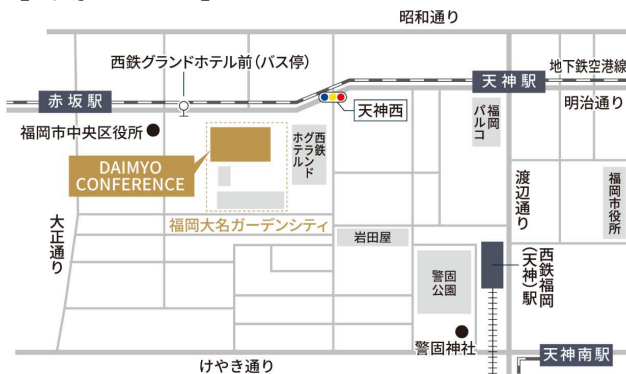 昭和通り
西鉄グランドホテル前(バス停)
地下鉄空港線
天神駅
赤坂駅
明治通り
天神西
福岡
パルコ
福岡市中央区役所
西鉄
グランド
ホテル
DAIMYO
CONFERENCE
渡辺通り
福岡市役所
大正通り
福岡大名ガーデンシティ
岩田屋
西鉄福岡
(天神)駅
警固
公園
警固神社
天神南駅
けやき通り